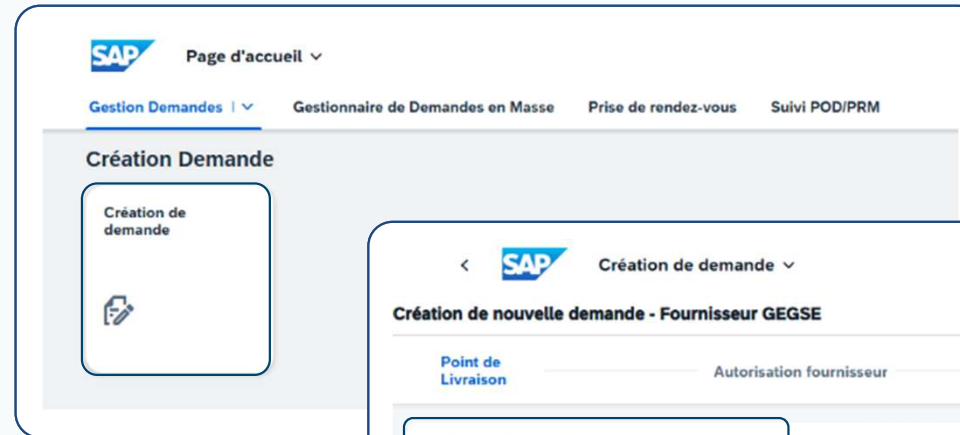 SAP Page d'accueil
Gestion Demandes Gestionnaire de Demandes en Masse Prise de rendez-vous Suivi POD/PRM
Création Demande
Création de
demande
SAP Création de demande
Création de nouvelle demande - Fournisseur GEGSE
Point de
Livraison
Autorisation fournisseur